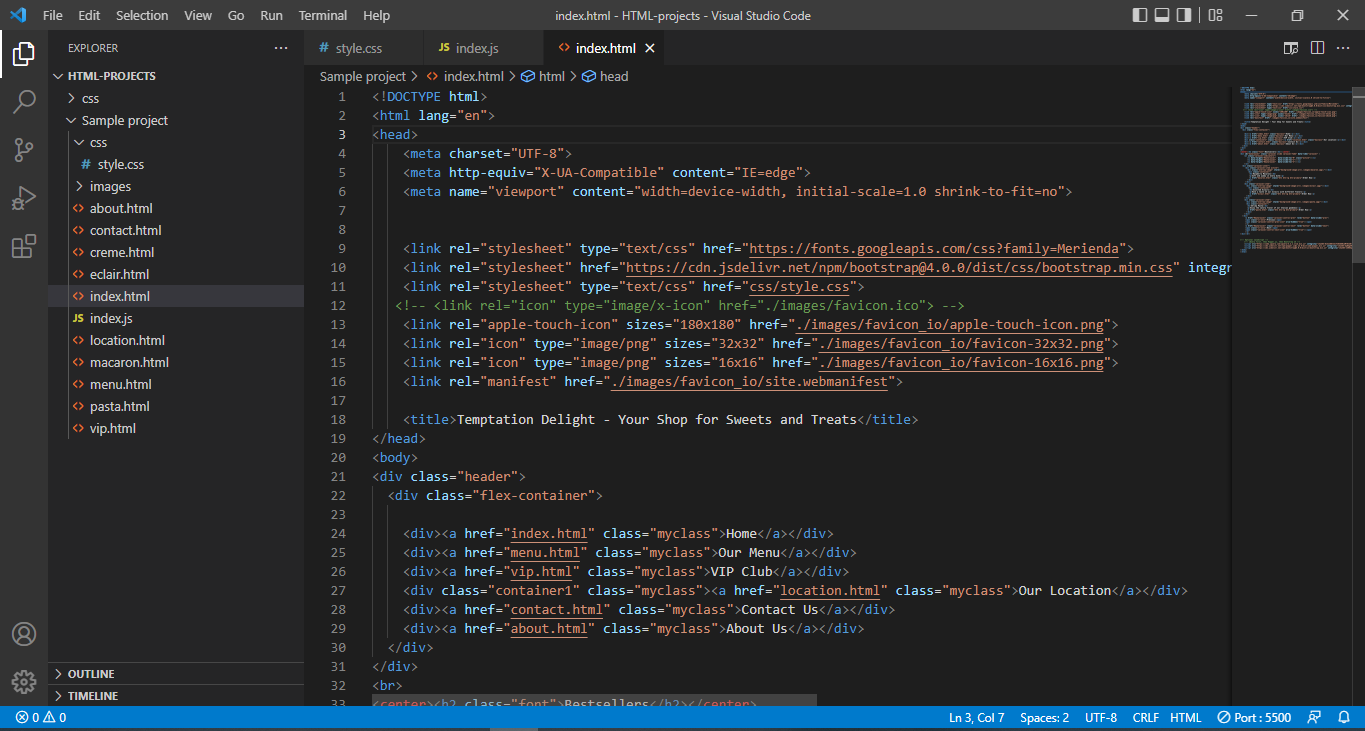 File Edit Selection View Go Run Terminal Help
index.html - HTML-projects - Visual Studio Code
EXPLORER
HTML-PROJECTS
css
Sample project
css
# style.css
images
<> about.html
<> contact.html
<> creme.html
<> eclair.html
<> index.html
JS index.js
<> location.html
<> macaron.html
<> menu.html
<> pasta.html
<> vip.html
OUTLINE
TIMELINE
# style.css
JS index.js
<> index.html
Sample project > <> index.html > html > head
1 <!DOCTYPE html>
2 <html lang="en">
3 <head>
4 <meta charset="UTF-8">
5 <meta http-equiv="X-UA-Compatible" content="IE=edge">
6 <meta name="viewport" content="width=device-width, initial-scale=1.0 shrink-to-fit=no">
7
8
9 <link rel="stylesheet" type="text/css" href="https://fonts.googleapis.com/css?family=Merienda">
10 <link rel="stylesheet" href="https://cdn.jsdelivr.net/npm/bootstrap@4.0.0/dist/css/bootstrap.min.css" integr
11 <link rel="stylesheet" type="text/css" href="css/style.css">
12 <!-- <link rel="icon" type="image/x-icon" href="./images/favicon.ico"> -->
13 <link rel="apple-touch-icon" sizes="180x180" href="./images/favicon_io/apple-touch-icon.png">
14 <link rel="icon" type="image/png" sizes="32x32" href="./images/favicon_io/favicon-32x32.png">
15 <link rel="icon" type="image/png" sizes="16x16" href="./images/favicon_io/favicon-16x16.png">
16 <link rel="manifest" href="./images/favicon_io/site.webmanifest">
17
18 <title>Temptation Delight - Your Shop for Sweets and Treats</title>
19 </head>
20 <body>
21 <div class="header">
22 <div class="flex-container">
23
24 <div><a href="index.html" class="myclass">Home</a></div>
25 <div><a href="menu.html" class="myclass">Our Menu</a></div>
26 <div><a href="vip.html" class="myclass">VIP Club</a></div>
27 <div class="container1" class="myclass"><a href="location.html" class="myclass">Our Location</a></div>
28 <div><a href="contact.html" class="myclass">Contact Us</a></div>
29 <div><a href="about.html" class="myclass">About Us</a></div>
30 </div>
31 </div>
32 <br>
33 <center><h2 class="font">Bestsellers</h2></center>
0 0
Ln 3, Col 7 Spaces: 2 UTF-8 CRLF HTML Port : 5500